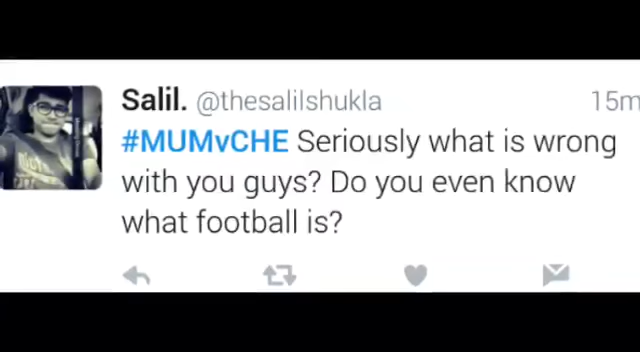 Salil. @thesalilshukla 15m
#MUMvCHE Seriously what is wrong
with you guys? Do you even know
what football is?